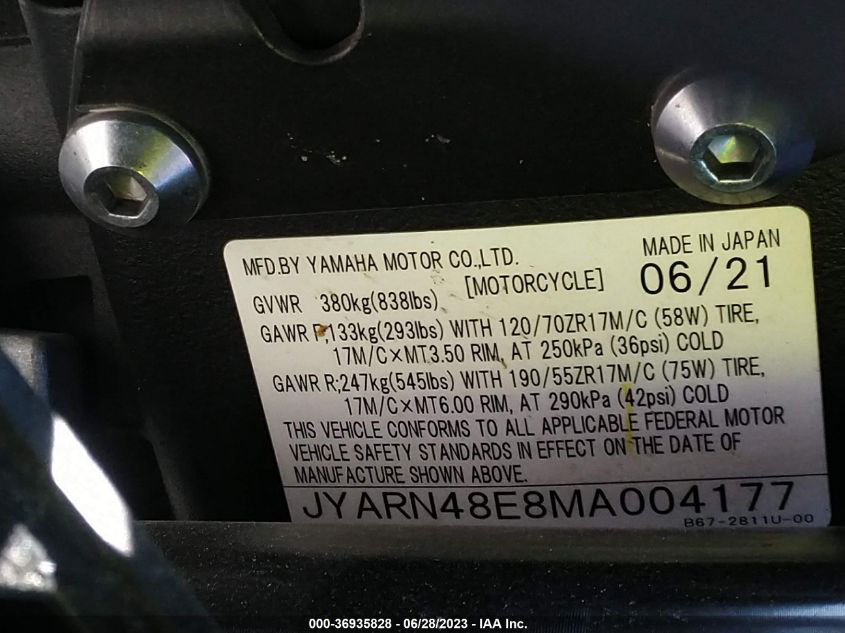 MFD.BY YAMAHA MOTOR CO.,LTD.
MADE IN JAPAN
GVWR 380kg(838lbs) [MOTORCYCLE] 06/21
GAWR F;133kg(293lbs) WITH 120/70ZR17M/C (58W) TIRE,
17M/C×MT3.50 RIM, AT 250kPa (36psi) COLD
GAWR R;247kg(545lbs) WITH 190/55ZR17M/C (75W) TIRE,
17M/C×MT6.00 RIM, AT 290kPa (42psi) COLD
THIS VEHICLE CONFORMS TO ALL APPLICABLE FEDERAL MOTOR
VEHICLE SAFETY STANDARDS IN EFFECT ON THE DATE OF
MANUFACTURE SHOWN ABOVE.
JYARN48E8MA004177
B67-2811U-00
000-36935828 - 06/28/2023 - IAA Inc.